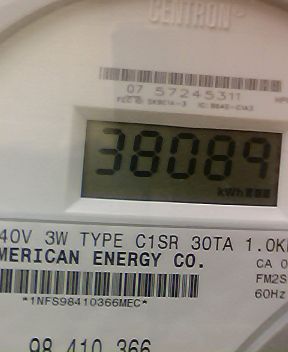 CENTRON
07 57245311
38089
kWh
40V 3W TYPE C1SR 30TA 1.0K
MERICAN ENERGY CO.
CA 0
FM2S
60Hz
*1NFS98410366MEC*
98 410 366